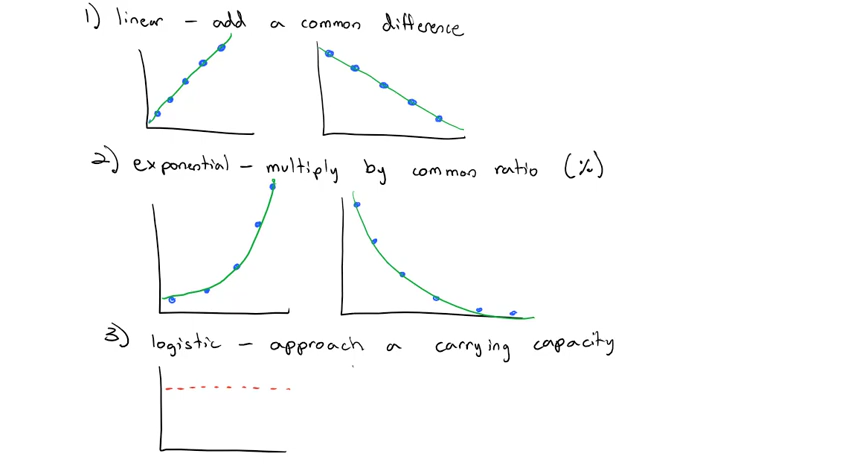 1) linear - add a common difference
2) exponential - multiply by common ratio (%)
3) logistic - approach a carrying capacity